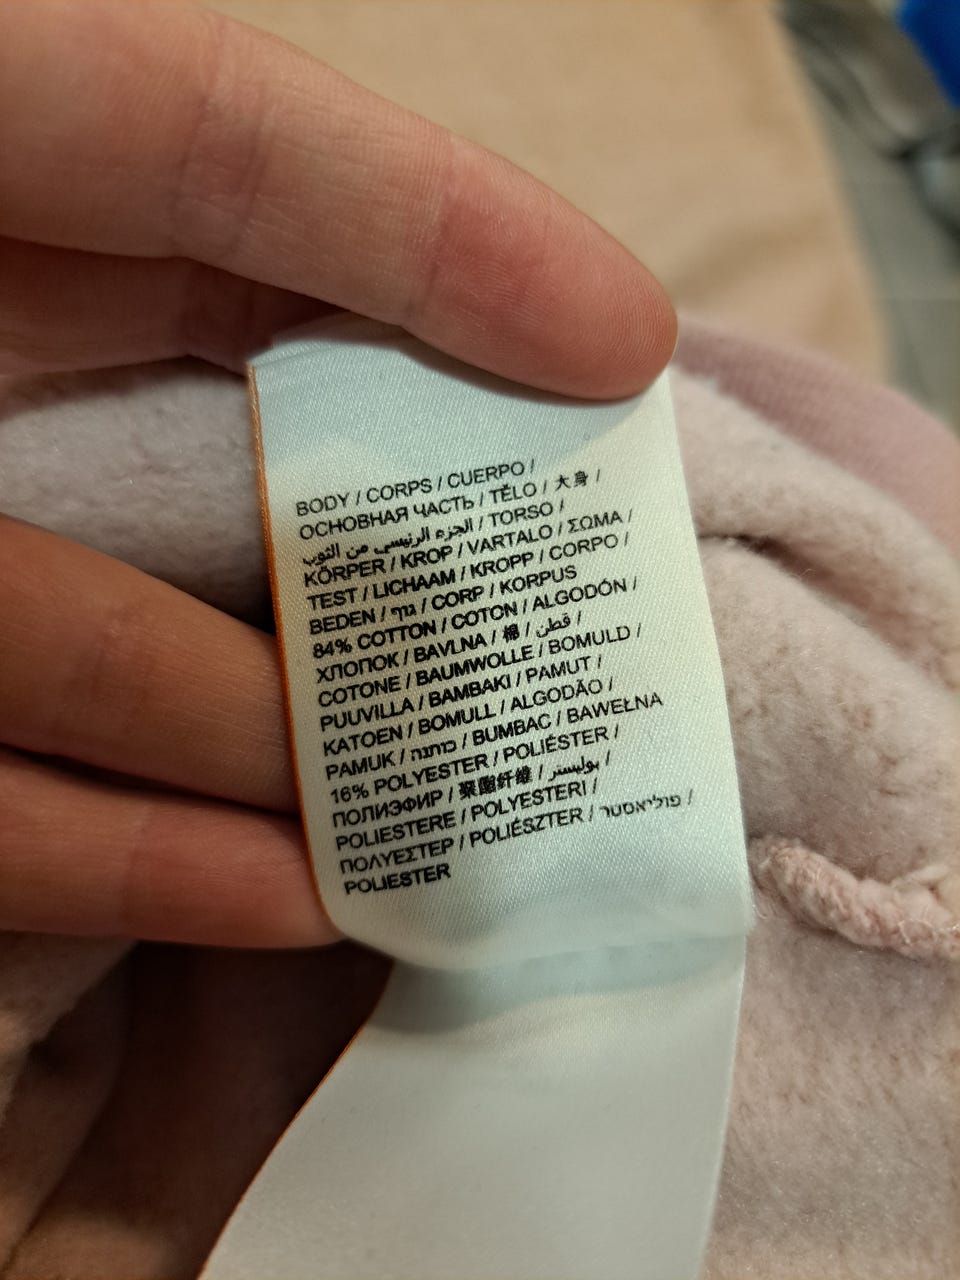 BODY / CORPS / CUERPO /
ОСНОВНАЯ ЧАСТЬ / TĚLO / 大身 /
الجزء الرئيسي من الثوب / TORSO /
KÖRPER / KROP / VARTALO / ΣΩΜΑ /
TEST / LICHAAM / KROPP / CORPO /
BEDEN / גוף / CORP / KORPUS
84% COTTON / COTON / ALGODÓN /
ХЛОПОК / BAVLNA / 棉 / قطن /
COTONE / BAUMWOLLE / BOMULD /
PUUVILLA / BAMBAKI / PAMUT /
KATOEN / BOMULL / ALGODÃO /
PAMUK / כותנה / BUMBAC / BAWEŁNA
16% POLYESTER / POLIÉSTER /
ПОЛИЭФИР / 聚酯纤维 / بوليستر /
POLIESTERE / POLYESTERI /
ΠΟΛΥΕΣΤΕΡ / POLIÉSZTER / פוליאסטר /
POLIESTER